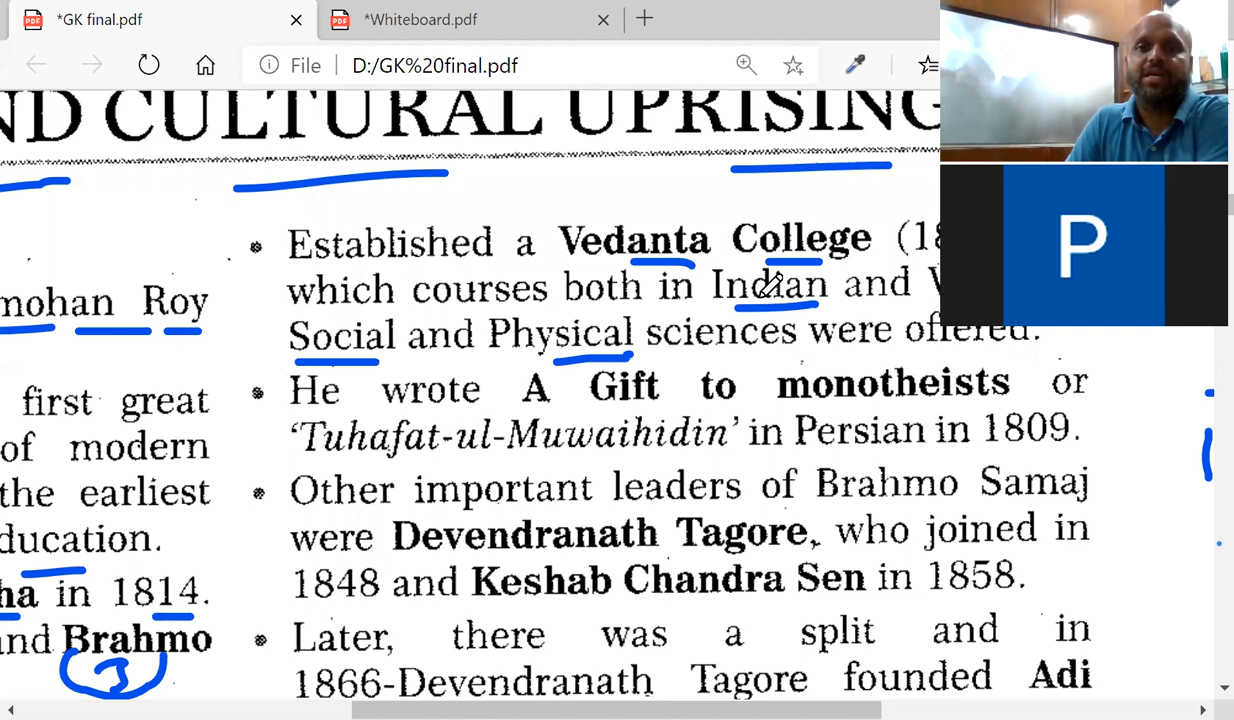 *GK final.pdf
*Whiteboard.pdf
File D:/GK%20final.pdf
ND CULTURAL UPRISING
mohan Roy
first great
of modern
the earliest
ducation.
ha in 1814.
and Brahmo
• Established a Vedanta College (18
which courses both in Indian and
Social and Physical sciences were offered.
• He wrote A Gift to monotheists or
'Tuhafat-ul-Muwaihidin' in Persian in 1809.
• Other important leaders of Brahmo Samaj
were Devendranath Tagore, who joined in
1848 and Keshab Chandra Sen in 1858.
• Later, there was a split and in
1866-Devendranath Tagore founded Adi
P